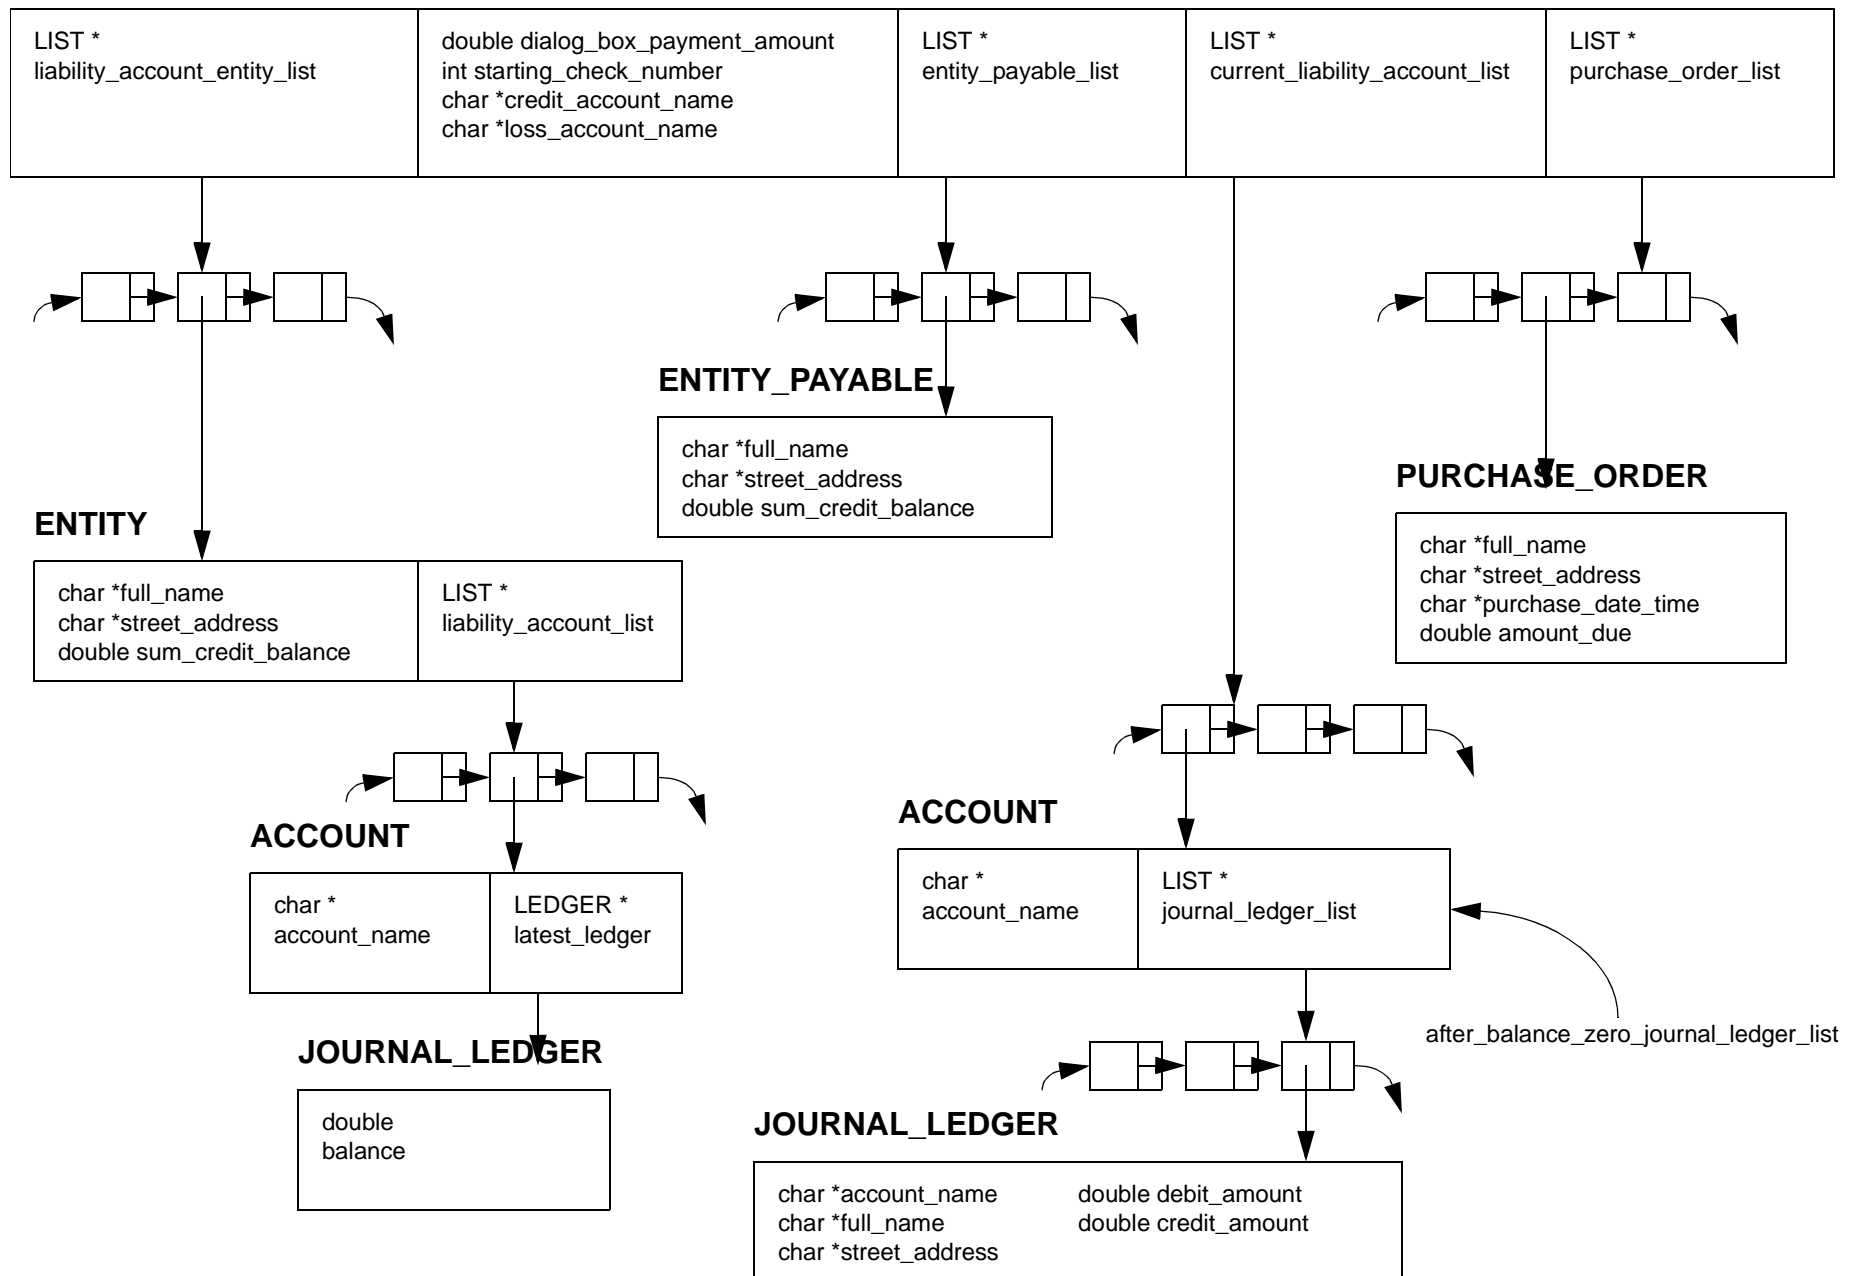 LIST *
liability_account_entity_list
double dialog_box_payment_amount
int starting_check_number
char *credit_account_name
char *loss_account_name
LIST *
entity_payable_list
LIST *
current_liability_account_list
LIST *
purchase_order_list
ENTITY_PAYABLE
char *full_name
char *street_address
double sum_credit_balance
PURCHASE_ORDER
char *full_name
char *street_address
char *purchase_date_time
double amount_due
ENTITY
char *full_name
char *street_address
double sum_credit_balance
LIST *
liability_account_list
ACCOUNT
char *
account_name
LEDGER *
latest_ledger
JOURNAL_LEDGER
double
balance
ACCOUNT
char *
account_name
LIST *
journal_ledger_list
after_balance_zero_journal_ledger_list
JOURNAL_LEDGER
char *account_name
char *full_name
char *street_address
double debit_amount
double credit_amount